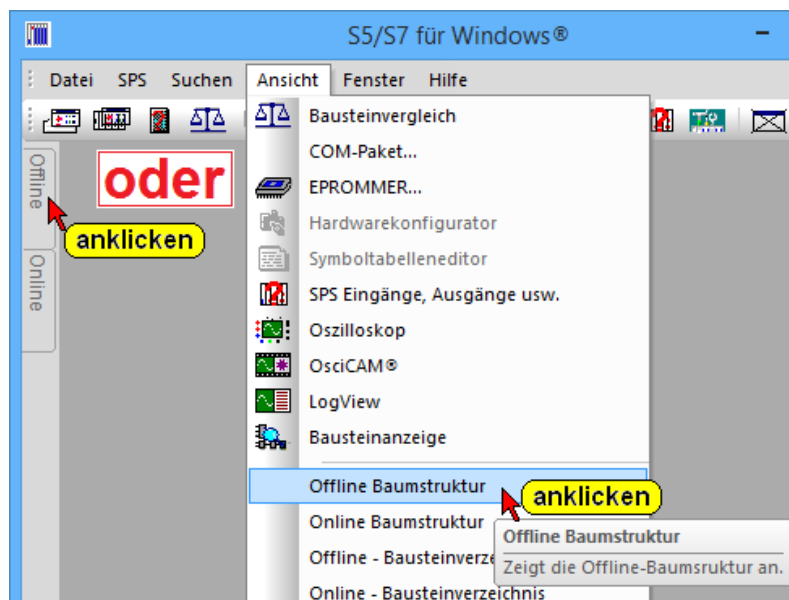 S5/S7 für Windows®
Datei SPS Suchen Ansicht Fenster Hilfe
Offline
oder
anklicken
Online
Bausteinvergleich
COM-Paket...
EPROMMER...
Hardwarekonfigurator
Symboltabelleneditor
SPS Eingänge, Ausgänge usw.
Oszilloskop
OsciCAM®
LogView
Bausteinanzeige
Offline Baumstruktur
anklicken
Online Baumstruktur
Offline Baumstruktur
Zeigt die Offline-Baumsruktur an.
Offline - Bausteinverze
Online - Bausteinverzeichnis